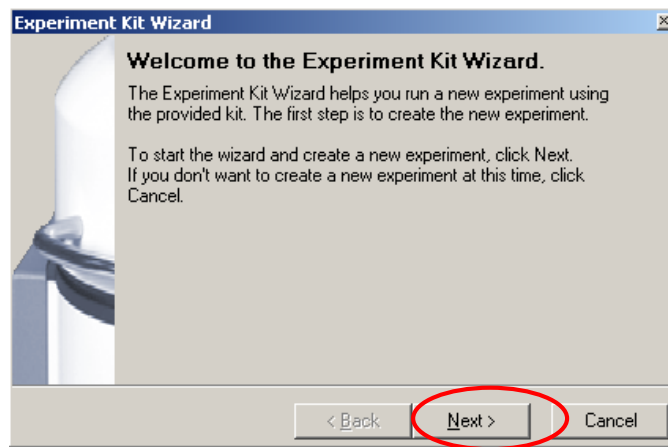 Experiment Kit Wizard
Welcome to the Experiment Kit Wizard.
The Experiment Kit Wizard helps you run a new experiment using
the provided kit. The first step is to create the new experiment.
To start the wizard and create a new experiment, click Next.
If you don't want to create a new experiment at this time, click
Cancel.
< Back
Next >
Cancel